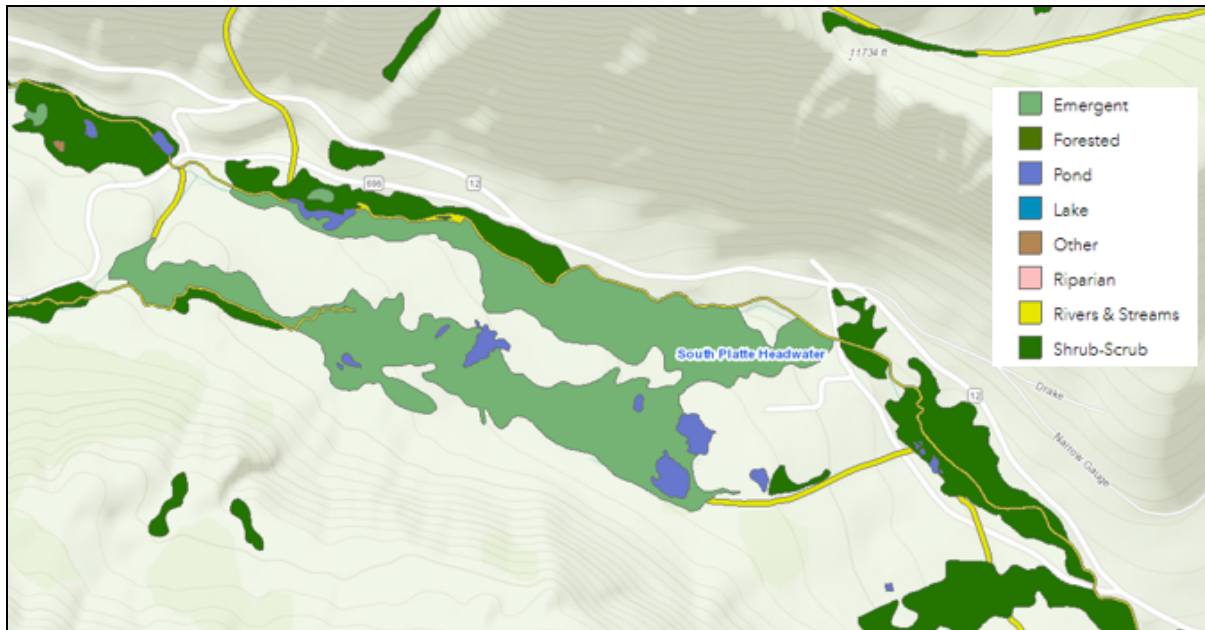 11734 ft
Emergent
Forested
Pond
Lake
Other
Riparian
Rivers & Streams
Shrub-Scrub
698
12
South Platte Headwater
12
Drake
Narrow Gauge